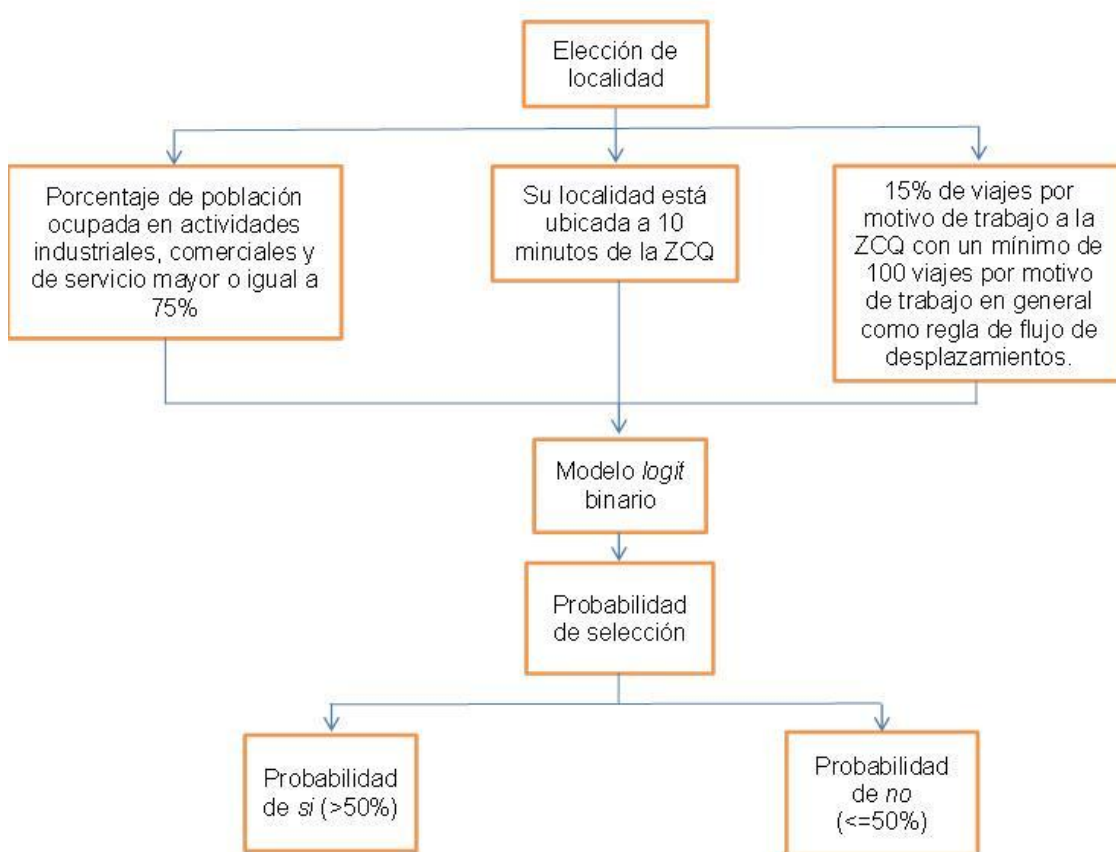 Elección de
localidad
Porcentaje de población
ocupada en actividades
industriales, comerciales y
de servicio mayor o igual a
75%
Su localidad está
ubicada a 10
minutos de la ZCQ
15% de viajes por
motivo de trabajo a la
ZCQ con un mínimo de
100 viajes por motivo
de trabajo en general
como regla de flujo de
desplazamientos.
Modelo logit
binario
Probabilidad
de selección
Probabilidad
de si (>50%)
Probabilidad
de no
(<=50%)